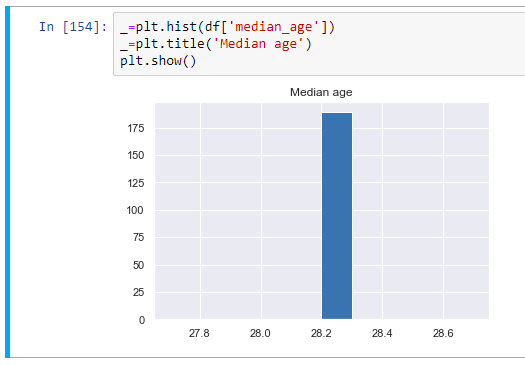 In [154]: _=plt.hist(df['median_age'])
_=plt.title('Median age')
plt.show()
Median age
175
150
125
100
75
50
25
0
27.8 28.0 28.2 28.4 28.6